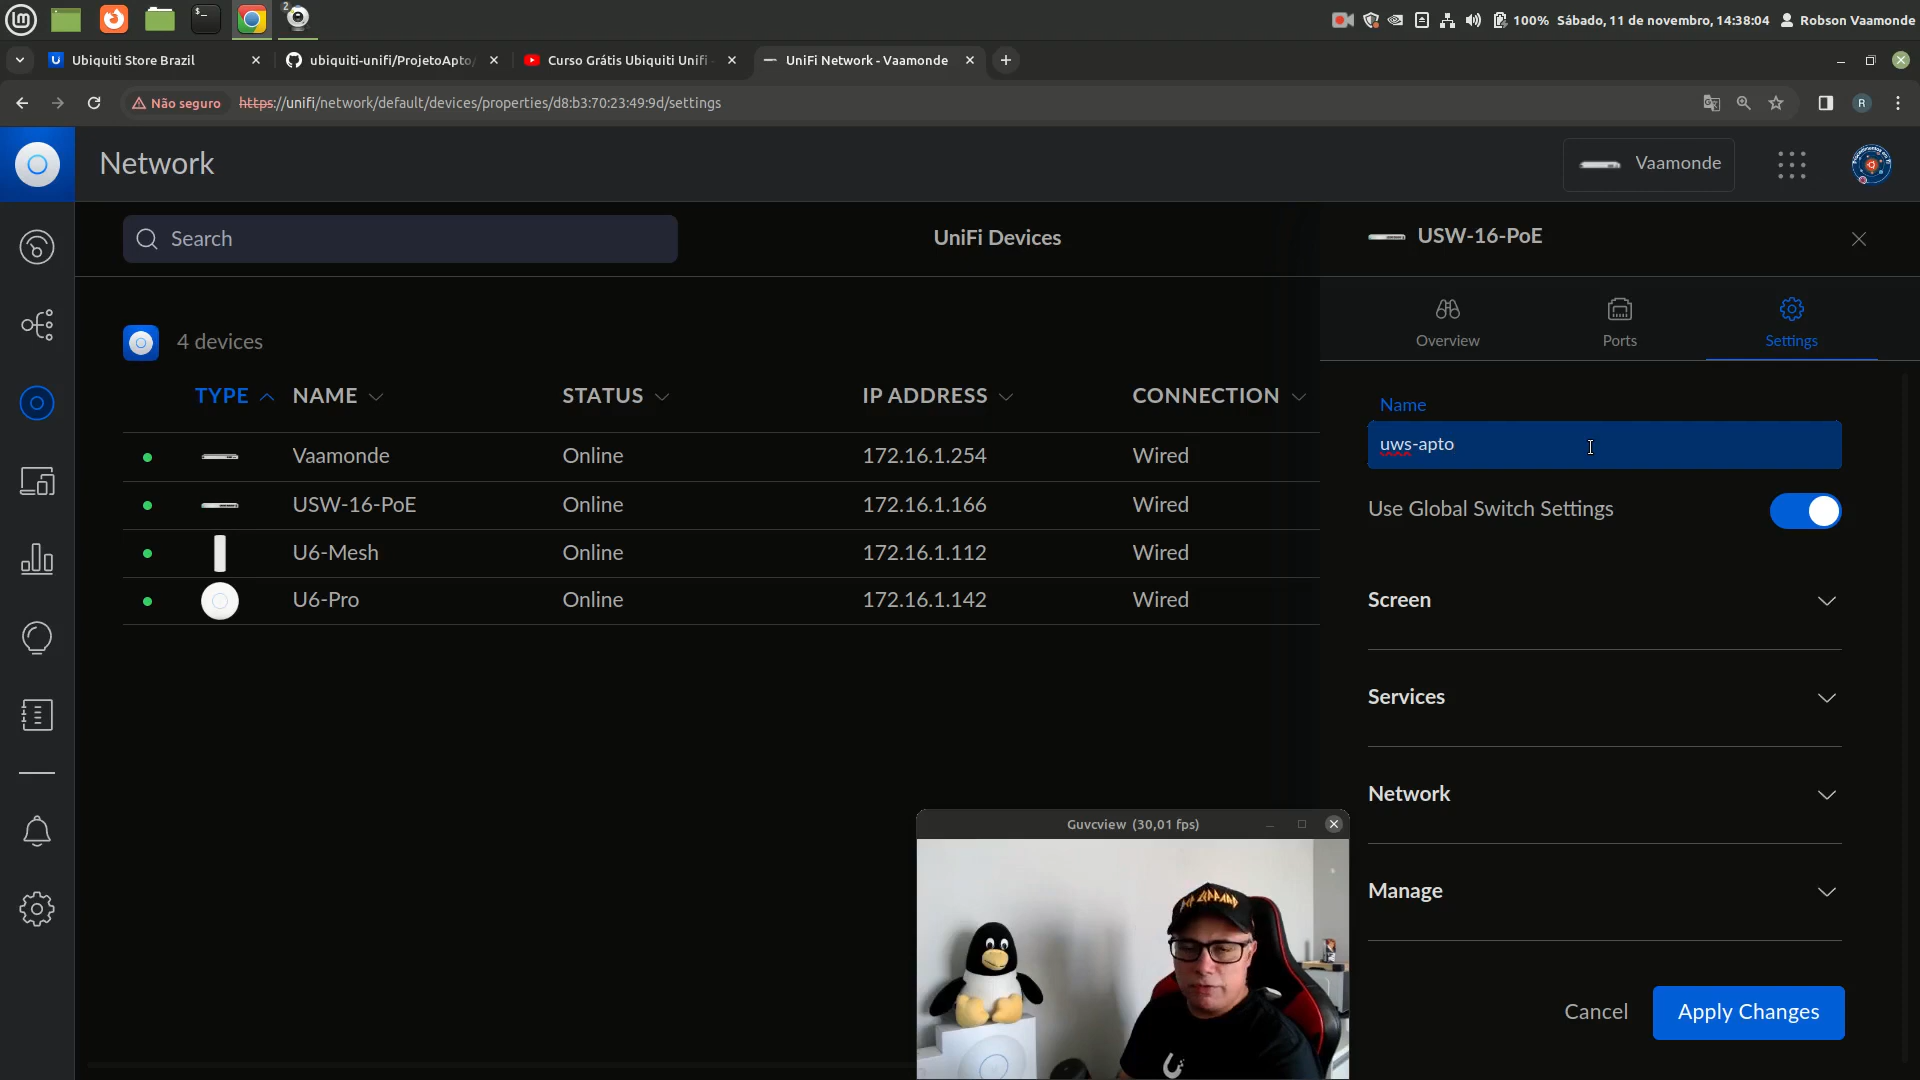 2
100% Sábado, 11 de novembro, 14:38:04 Robson Vaamonde
Ubiquiti Store Brazil
ubiquiti-unifi/ProjetoApto/
Curso Grátis Ubiquiti Unifi
UniFi Network - Vaamonde
Não seguro https://unifi/network/default/devices/properties/d8:b3:70:23:49:9d/settings
R
Network
Vaamonde
Search
UniFi Devices
USW-16-PoE
Overview
Ports
Settings
4 devices
TYPE NAME STATUS IP ADDRESS CONNECTION
Vaamonde Online 172.16.1.254 Wired
USW-16-PoE Online 172.16.1.166 Wired
U6-Mesh Online 172.16.1.112 Wired
U6-Pro Online 172.16.1.142 Wired
Name
uws-apto
Use Global Switch Settings
Screen
Services
Network
Manage
Cancel
Apply Changes
Guvcview (30,01 fps)
DEF LEPPARD